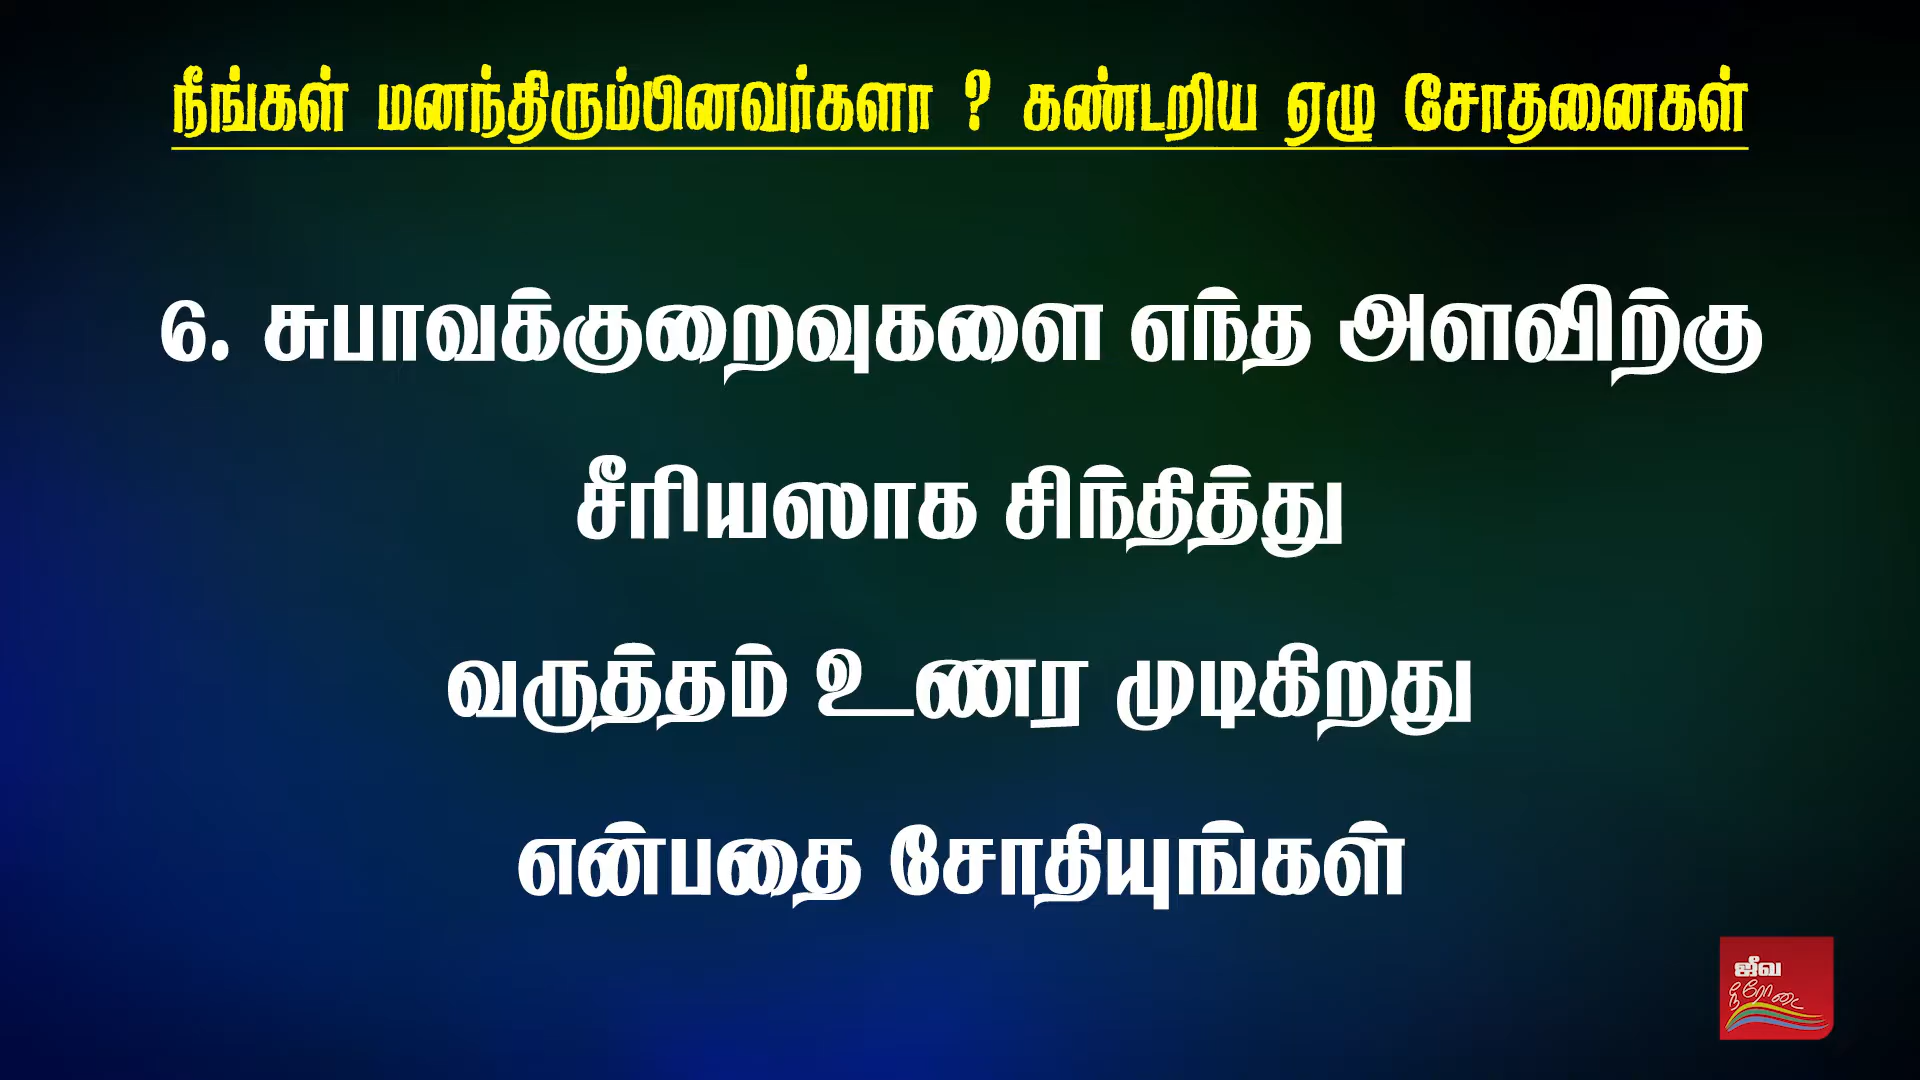 நீங்கள் மனந்திரும்பினவர்களா ? கண்டறிய ஏழு சோதனைகள்
6. சுபாவக்குறைவுகளை எந்த அளவிற்கு
சீரியஸாக சிந்தித்து
வருத்தம் உணர முடிகிறது
என்பதை சோதியுங்கள்
ஜீவ
நீரோடை